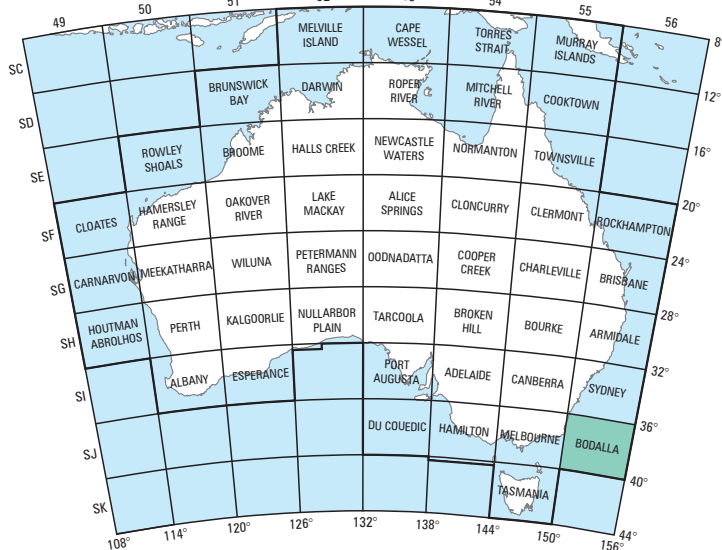 49 50 51 52 53 54 55 56
SC
MELVILLE
ISLAND
CAPE
WESSEL
TORRES
STRAIT
MURRAY
ISLANDS
8°
SD
BRUNSWICK
BAY
DARWIN
ROPER
RIVER
MITCHELL
RIVER
COOKTOWN
12°
SE
ROWLEY
SHOALS
BROOME
HALLS CREEK
NEWCASTLE
WATERS
NORMANTON
TOWNSVILLE
16°
SF
CLOATES
HAMERSLEY
RANGE
OAKOVER
RIVER
LAKE
MACKAY
ALICE
SPRINGS
CLONCURRY
CLERMONT
ROCKHAMPTON
20°
SG
CARNARVON
MEEKATHARRA
WILUNA
PETERMANN
RANGES
OODNADATTA
COOPER
CREEK
CHARLEVILLE
BRISBANE
24°
SH
HOUTMAN
ABROLHOS
PERTH
KALGOORLIE
NULLARBOR
PLAIN
TARCOOLA
BROKEN
HILL
BOURKE
ARMIDALE
28°
SI
ALBANY
ESPERANCE
PORT
AUGUSTA
ADELAIDE
CANBERRA
SYDNEY
32°
SJ
DU COUEDIC
HAMILTON
MELBOURNE
BODALLA
36°
SK
TASMANIA
40°
108° 114° 120° 126° 132° 138° 144° 150° 156°
44°